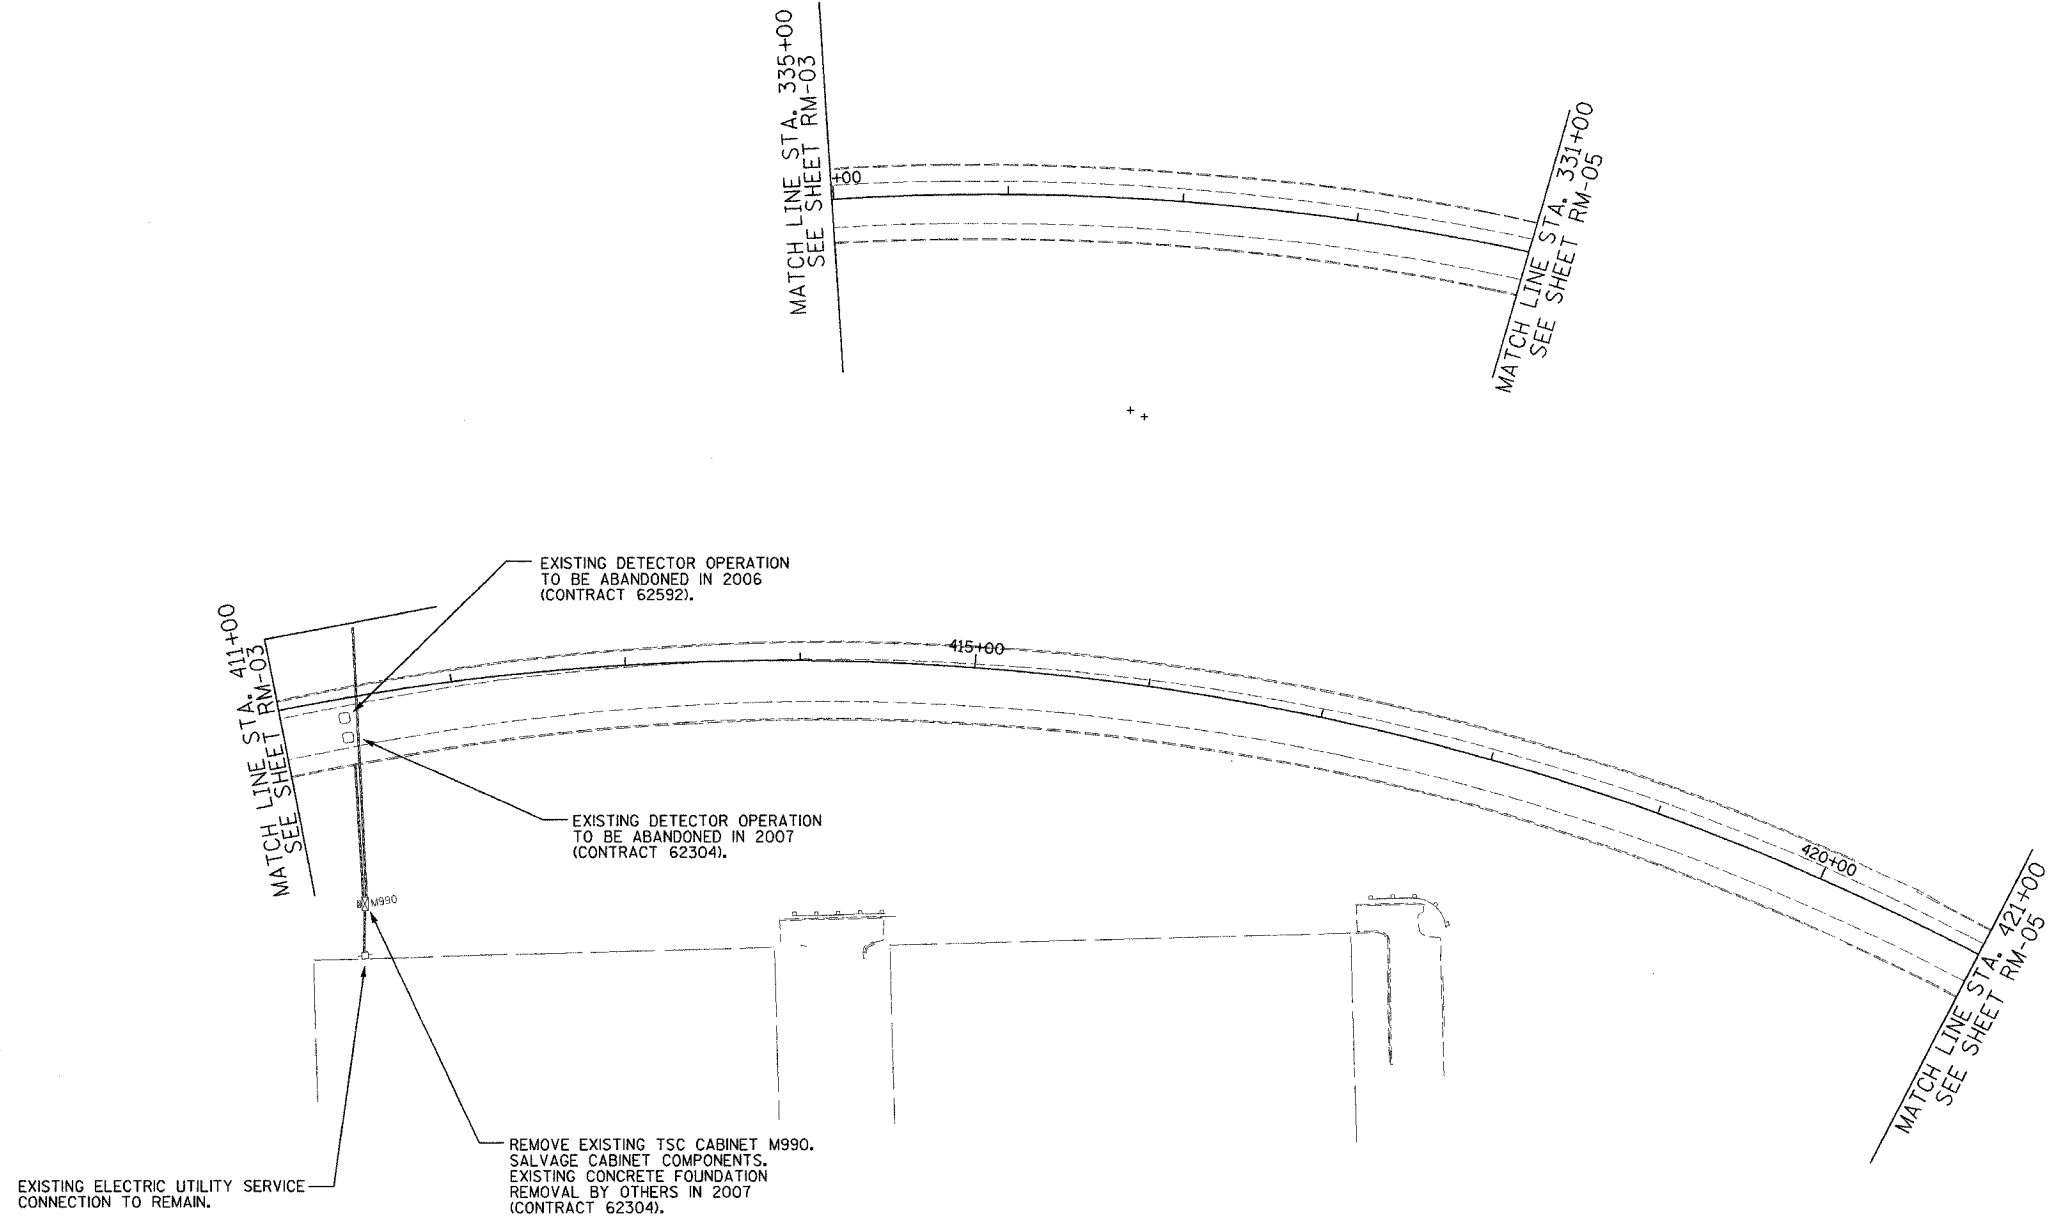 MATCH LINE STA. 335+00
SEE SHEET RM-03
+00
MATCH LINE STA. 331+00
SEE SHEET RM-05
EXISTING DETECTOR OPERATION
TO BE ABANDONED IN 2006
(CONTRACT 62592).
MATCH LINE STA. 411+00
SEE SHEET RM-03
415+00
EXISTING DETECTOR OPERATION
TO BE ABANDONED IN 2007
(CONTRACT 62304).
420+00
MATCH LINE STA. 421+00
SEE SHEET RM-05
M990
REMOVE EXISTING TSC CABINET M990.
SALVAGE CABINET COMPONENTS.
EXISTING CONCRETE FOUNDATION
REMOVAL BY OTHERS IN 2007
(CONTRACT 62304).
EXISTING ELECTRIC UTILITY SERVICE
CONNECTION TO REMAIN.